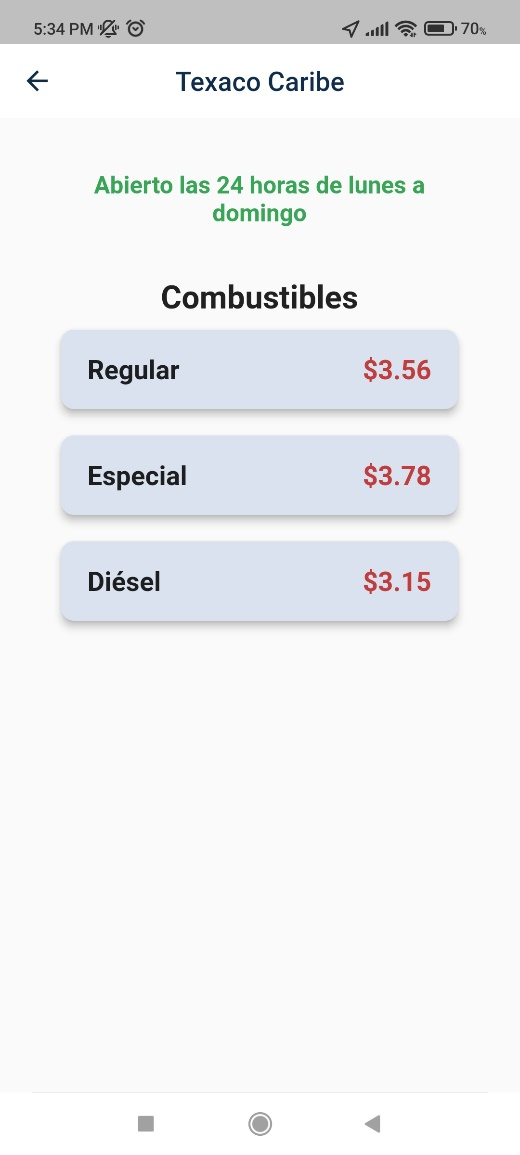 5:34 PM 70%
Texaco Caribe
Abierto las 24 horas de lunes a
domingo
Combustibles
Regular $3.56
Especial $3.78
Diésel $3.15